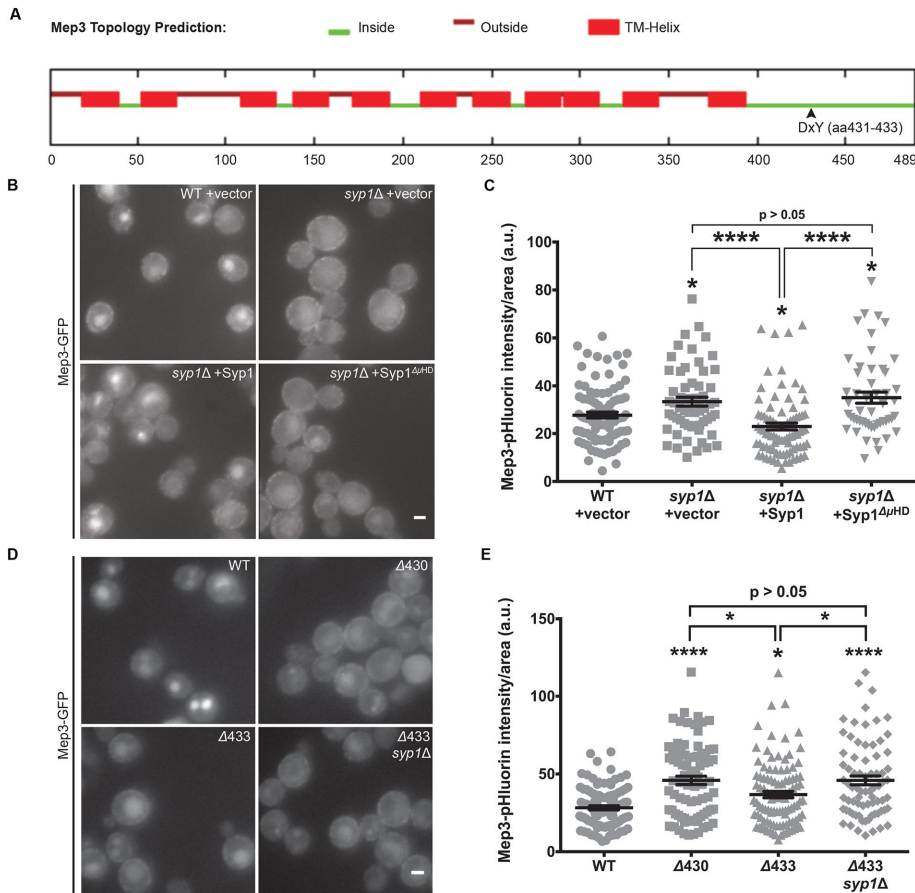 A
Mep3 Topology Prediction:
Inside
Outside
TM-Helix
DxY (aa431-433)
0 50 100 150 200 250 300 350 400 450 489
B
Mep3-GFP
WT +vector
syp1Δ +vector
syp1Δ +Syp1
syp1Δ +Syp1ΔμHD
C
Mep3-pHluorin intensity/area (a.u.)
p > 0.05
**** ****
* * *
100
80
60
40
20
0
WT +vector
syp1Δ +vector
syp1Δ +Syp1
syp1Δ +Syp1ΔμHD
D
Mep3-GFP
WT
Δ430
Δ433
Δ433 syp1Δ
E
Mep3-pHluorin intensity/area (a.u.)
p > 0.05
* *
**** * ****
150
100
50
0
WT
Δ430
Δ433
Δ433 syp1Δ